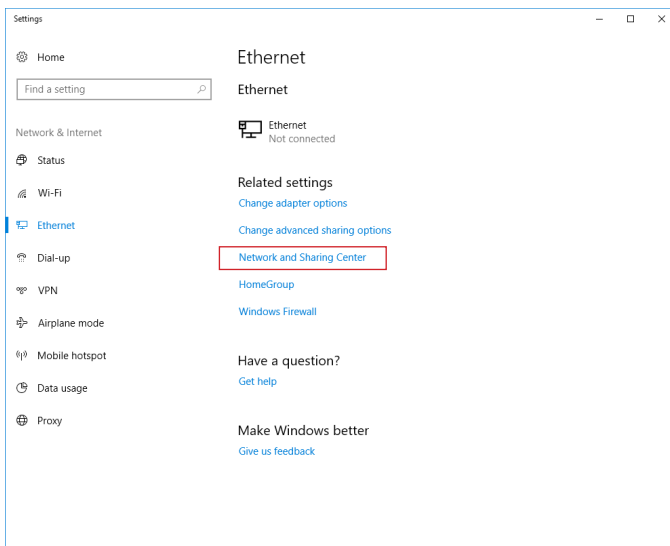 Settings
Home
Find a setting
Network & Internet
Status
Wi-Fi
Ethernet
Dial-up
VPN
Airplane mode
Mobile hotspot
Data usage
Proxy
Ethernet
Ethernet
Ethernet
Not connected
Related settings
Change adapter options
Change advanced sharing options
Network and Sharing Center
HomeGroup
Windows Firewall
Have a question?
Get help
Make Windows better
Give us feedback